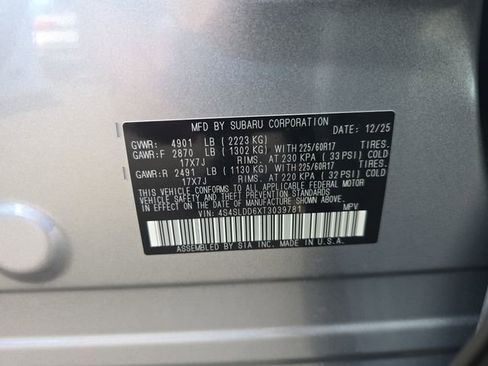 MFD BY SUBARU CORPORATION DATE: 12/25
GVWR: 4901 LB ( 2223 KG)
GAWR:F 2870 LB ( 1302 KG) WITH 225/60R17 TIRES.
17X7J RIMS. AT 230 KPA ( 33 PSI) COLD
GAWR:R 2491 LB ( 1130 KG) WITH 225/60R17 TIRES.
17X7J RIMS. AT 220 KPA ( 32 PSI) COLD
THIS VEHICLE CONFORMS TO ALL APPLICABLE FEDERAL MOTOR
VEHICLE SAFETY AND THEFT PREVENTION STANDARDS
IN EFFECT ON THE DATE OF MANUFACTURE SHOWN ABOVE.
VIN: 4S4SLDD6XT3039781 MPV
ASSEMBLED BY SIA INC. MADE IN U.S.A.